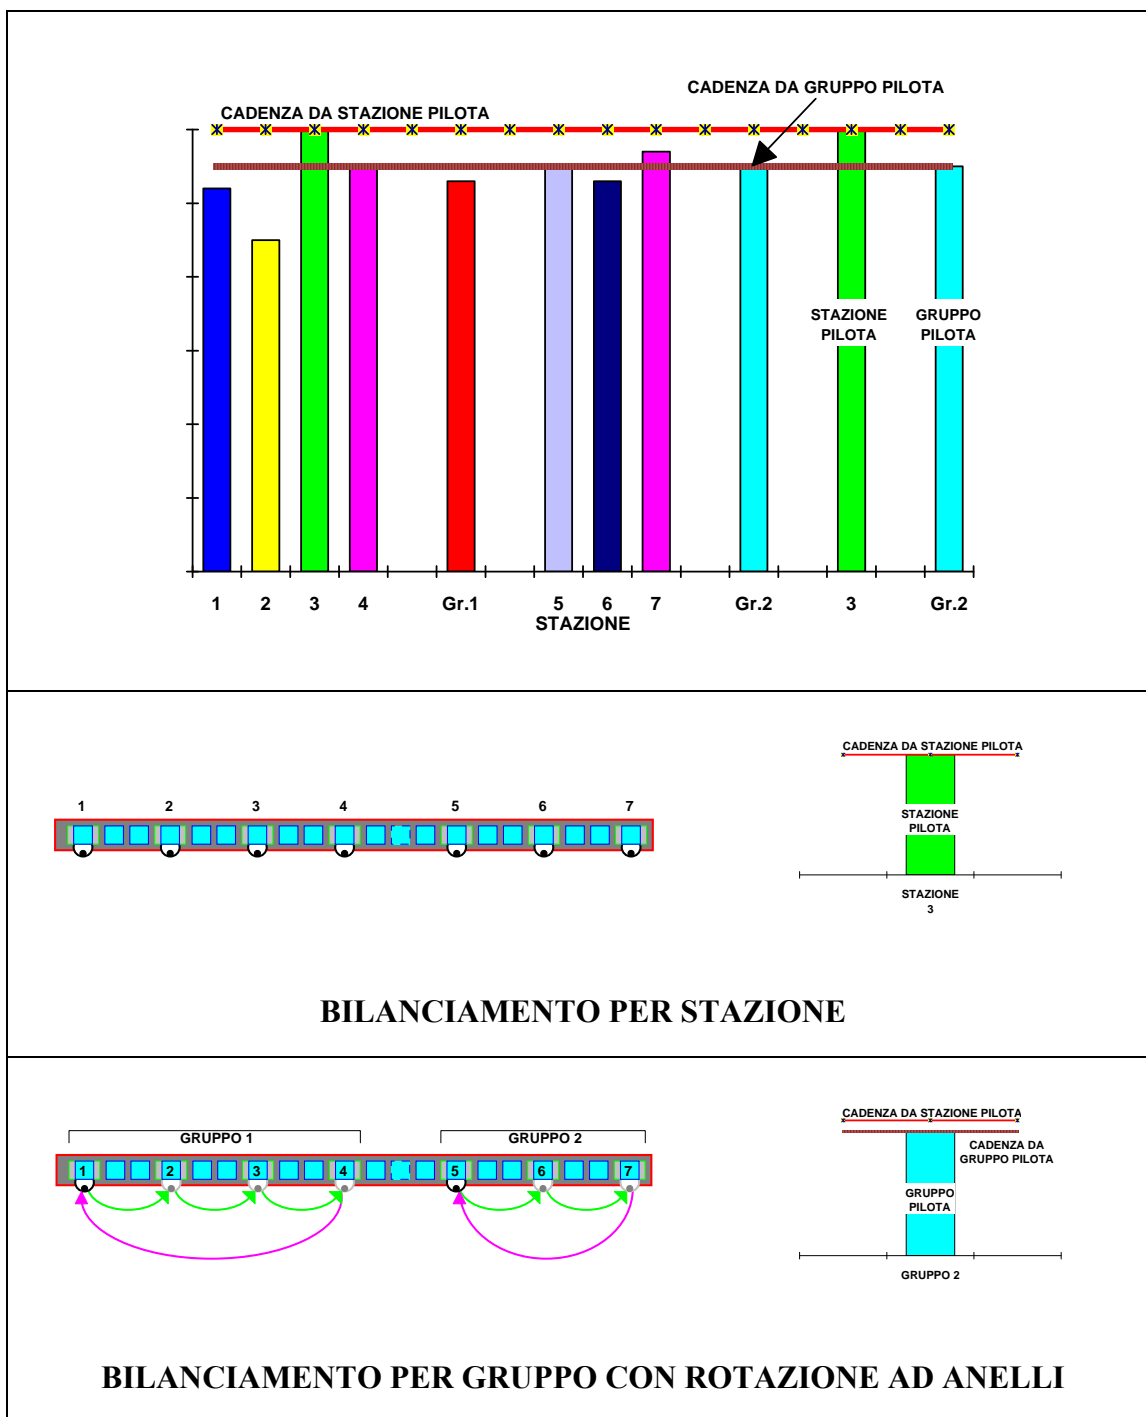 CADENZA DA GRUPPO PILOTA
CADENZA DA STAZIONE PILOTA
STAZIONE PILOTA
GRUPPO PILOTA
1 2 3 4 Gr.1 5 6 7 Gr.2 3 Gr.2
STAZIONE
1 2 3 4 5 6 7
CADENZA DA STAZIONE PILOTA
STAZIONE
PILOTA
STAZIONE
3
BILANCIAMENTO PER STAZIONE
GRUPPO 1
GRUPPO 2
1 2 3 4 5 6 7
CADENZA DA STAZIONE PILOTA
CADENZA DA
GRUPPO PILOTA
GRUPPO
PILOTA
GRUPPO 2
BILANCIAMENTO PER GRUPPO CON ROTAZIONE AD ANELLI